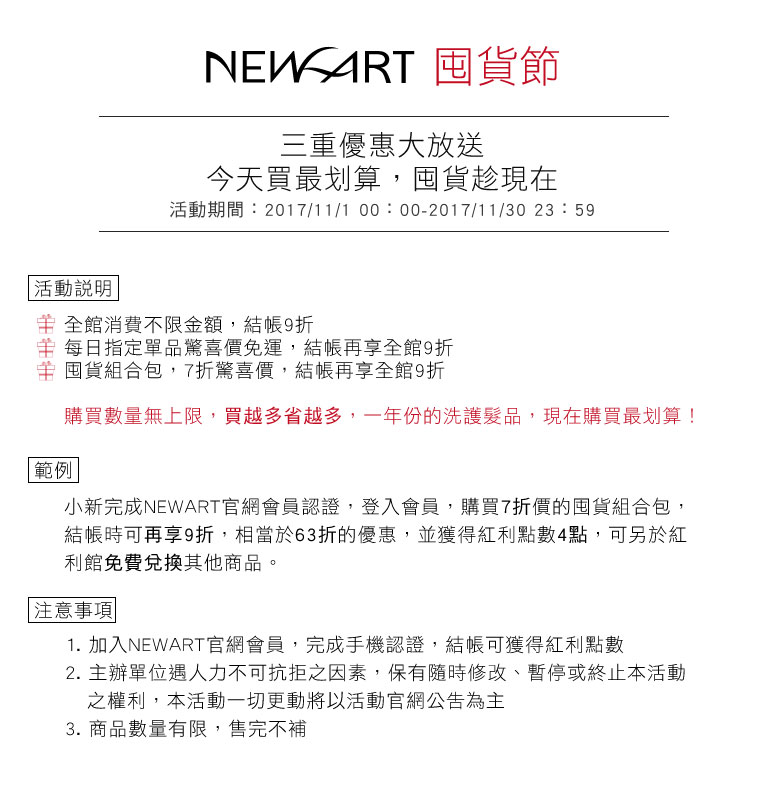 NEWART 囤貨節
三重優惠大放送
今天買最划算，囤貨趁現在
活動期間：2017/11/1 00：00-2017/11/30 23：59
活動説明
全館消費不限金額，結帳9折
每日指定單品驚喜價免運，結帳再享全館9折
囤貨組合包，7折驚喜價，結帳再享全館9折
購買數量無上限，買越多省越多，一年份的洗護髮品，現在購買最划算！
範例
小新完成NEWART官網會員認證，登入會員，購買7折價的囤貨組合包，
結帳時可再享9折，相當於63折的優惠，並獲得紅利點數4點，可另於紅
利館免費兌換其他商品。
注意事項
1. 加入NEWART官網會員，完成手機認證，結帳可獲得紅利點數
2. 主辦單位遇人力不可抗拒之因素，保有隨時修改、暫停或終止本活動
之權利，本活動一切更動將以活動官網公告為主
3. 商品數量有限，售完不補